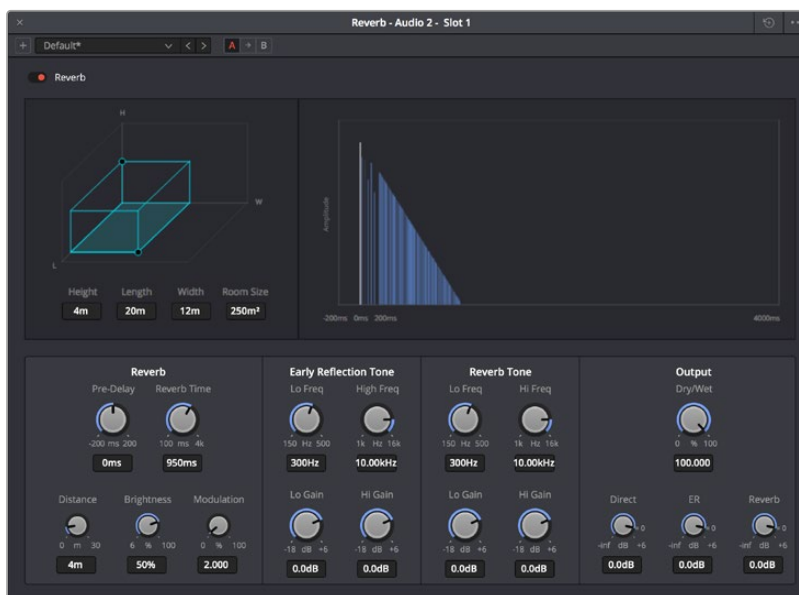 Reverb - Audio 2 - Slot 1
Default*
A B
Reverb
H
W
L
Height Length Width Room Size
4m 20m 12m 250m²
Amplitude
-200ms 0ms 200ms 4000ms
Reverb
Pre-Delay Reverb Time
-200 ms 200 100 ms 4k
0ms 950ms
Distance Brightness Modulation
0 m 30 6 % 100 0 % 100
4m 50% 2.000
Early Reflection Tone
Lo Freq High Freq
150 Hz 500 1k Hz 16k
300Hz 10.00kHz
Lo Gain Hi Gain
-18 dB +6 -18 dB +6
0.0dB 0.0dB
Reverb Tone
Lo Freq Hi Freq
150 Hz 500 1k Hz 16k
300Hz 10.00kHz
Lo Gain Hi Gain
-18 dB +6 -18 dB +6
0.0dB 0.0dB
Output
Dry/Wet
0 % 100
100.000
Direct ER Reverb
0 0 0
-inf dB +6 -inf dB +6 -inf dB +6
0.0dB 0.0dB 0.0dB